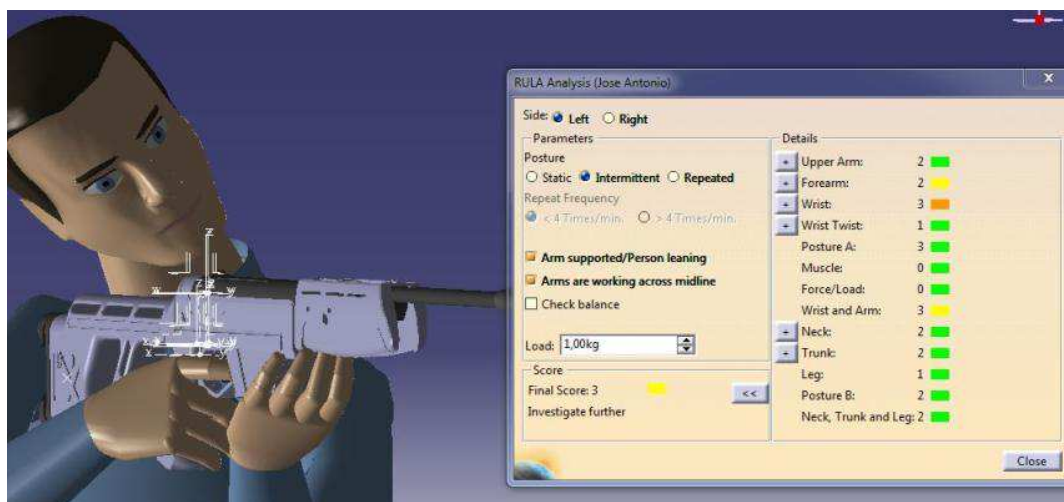 RULA Analysis (Jose Antonio)
x
Side: Left Right
Parameters
Posture
Static Intermittent Repeated
Repeat Frequency
< 4 Times/min. > 4 Times/min.
Arm supported/Person leaning
Arms are working across midline
Check balance
Load: 1,00kg
Score
Final Score: 3
<<
Investigate further
Details
+ Upper Arm: 2
+ Forearm: 2
+ Wrist: 3
+ Wrist Twist: 1
Posture A: 3
Muscle: 0
Force/Load: 0
Wrist and Arm: 3
+ Neck: 2
+ Trunk: 2
Leg: 1
Posture B: 2
Neck, Trunk and Leg: 2
Close